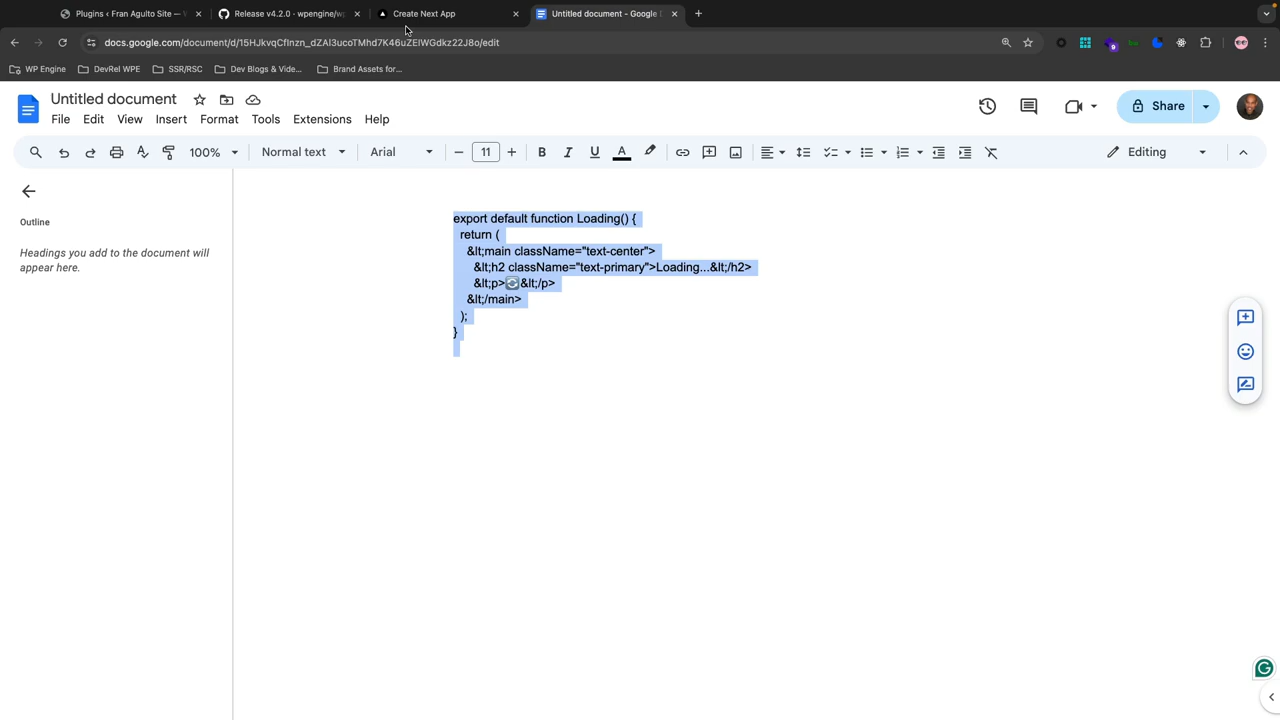 Plugins ‹ Fran Agulto Site —
Release v4.2.0 · wpengine/wp
Create Next App
Untitled document - Google D
docs.google.com/document/d/15HJkvqCfInzn_dZAI3ucoTMhd7K46uZEIWGdkz22J8o/edit
9
WP Engine
DevRel WPE
SSR/RSC
Dev Blogs & Vide...
Brand Assets for...
Untitled document
File Edit View Insert Format Tools Extensions Help
Share
100% Normal text Arial 11 Editing
Outline
Headings you add to the document will
appear here.
export default function Loading() {
return (
&lt;main className="text-center">
&lt;h2 className="text-primary">Loading...&lt;/h2>
&lt;p>🔄&lt;/p>
&lt;/main>
);
}